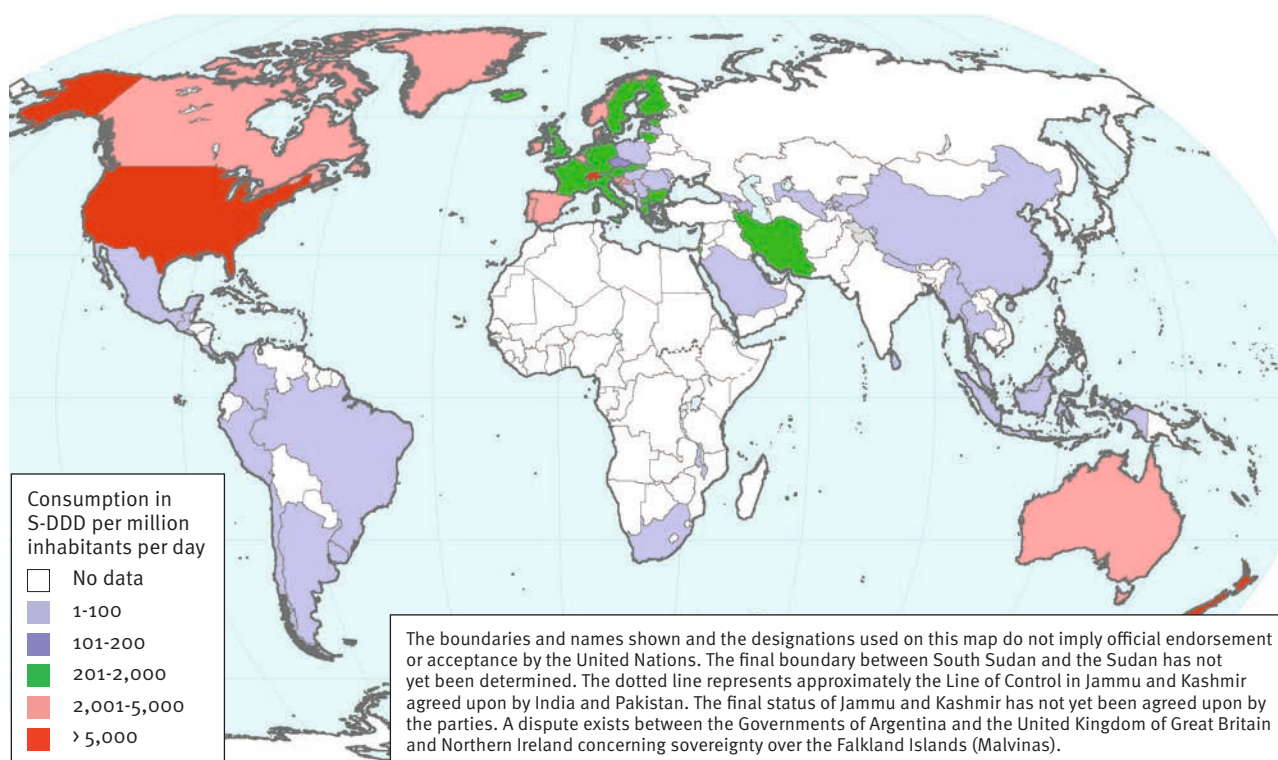 Consumption in
S-DDD per million
inhabitants per day
No data
1-100
101-200
201-2,000
2,001-5,000
> 5,000
The boundaries and names shown and the designations used on this map do not imply official endorsement
or acceptance by the United Nations. The final boundary between South Sudan and the Sudan has not
yet been determined. The dotted line represents approximately the Line of Control in Jammu and Kashmir
agreed upon by India and Pakistan. The final status of Jammu and Kashmir has not yet been agreed upon by
the parties. A dispute exists between the Governments of Argentina and the United Kingdom of Great Britain
and Northern Ireland concerning sovereignty over the Falkland Islands (Malvinas).